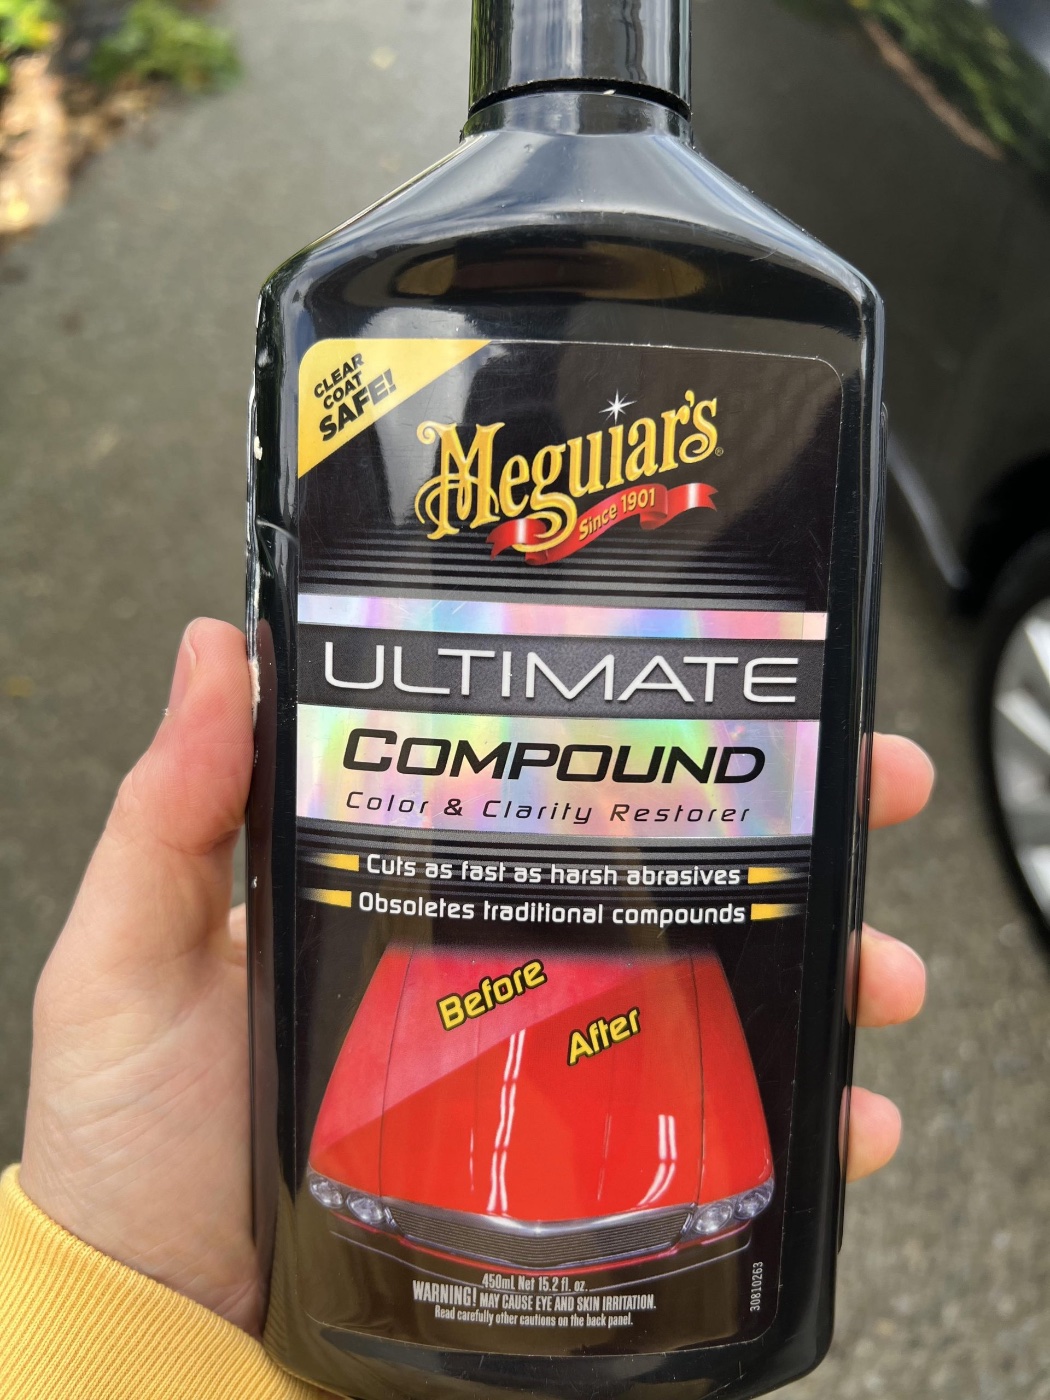 CLEAR
COAT
SAFE!
Meguiar's
Since 1901
ULTIMATE
COMPOUND
Color & Clarity Restorer
Cuts as fast as harsh abrasives
Obsoletes traditional compounds
Before
After
450mL Net 15.2 fl. oz.
WARNING! MAY CAUSE EYE AND SKIN IRRITATION.
Read carefully other cautions on the back panel.
30810263